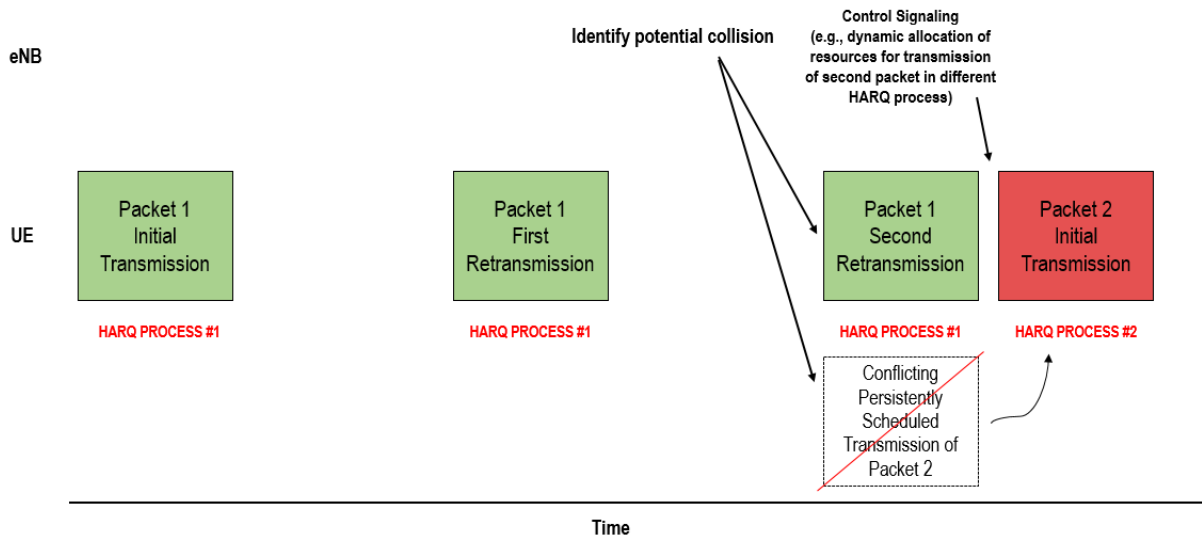 Control Signaling
(e.g., dynamic allocation of
resources for transmission
of second packet in different
HARQ process)
Identify potential collision
eNB
UE
Packet 1
Initial
Transmission
Packet 1
First
Retransmission
Packet 1
Second
Retransmission
Packet 2
Initial
Transmission
HARQ PROCESS #1
HARQ PROCESS #1
HARQ PROCESS #1
HARQ PROCESS #2
Conflicting
Persistently
Scheduled
Transmission of
Packet 2
Time